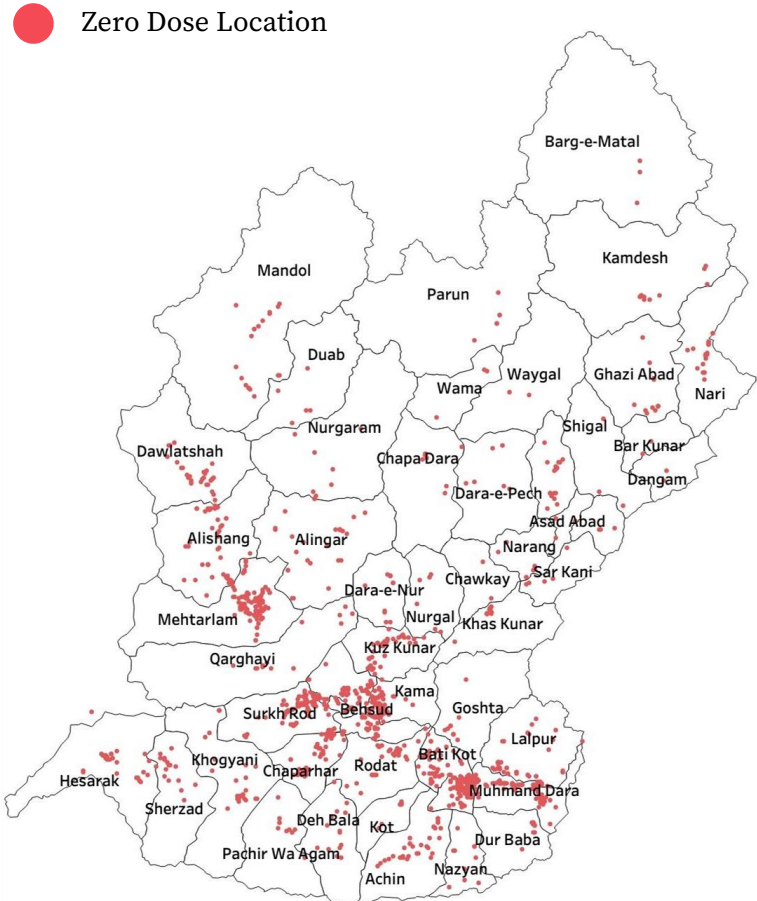 Zero Dose Location
Barg-e-Matal
Kamdesh
Mandol
Parun
Duab
Wama
Waygal
Ghazi Abad
Nari
Nurgaram
Shigal
Dawlatshah
Chapa Dara
Bar Kunar
Dangam
Dara-e-Pech
Asad Abad
Alishang
Alingar
Narang
Sar Kani
Chawkay
Dara-e-Nur
Mehtarlam
Nurgal
Khas Kunar
Kuz Kunar
Qarghayi
Kama
Goshta
Surkh Rod
Behsud
Lalpur
Bati Kot
Khogyani
Chaparhar
Rodat
Hesarak
Muhmand Dara
Sherzad
Deh Bala
Kot
Dur Baba
Pachir Wa Agam
Nazyan
Achin